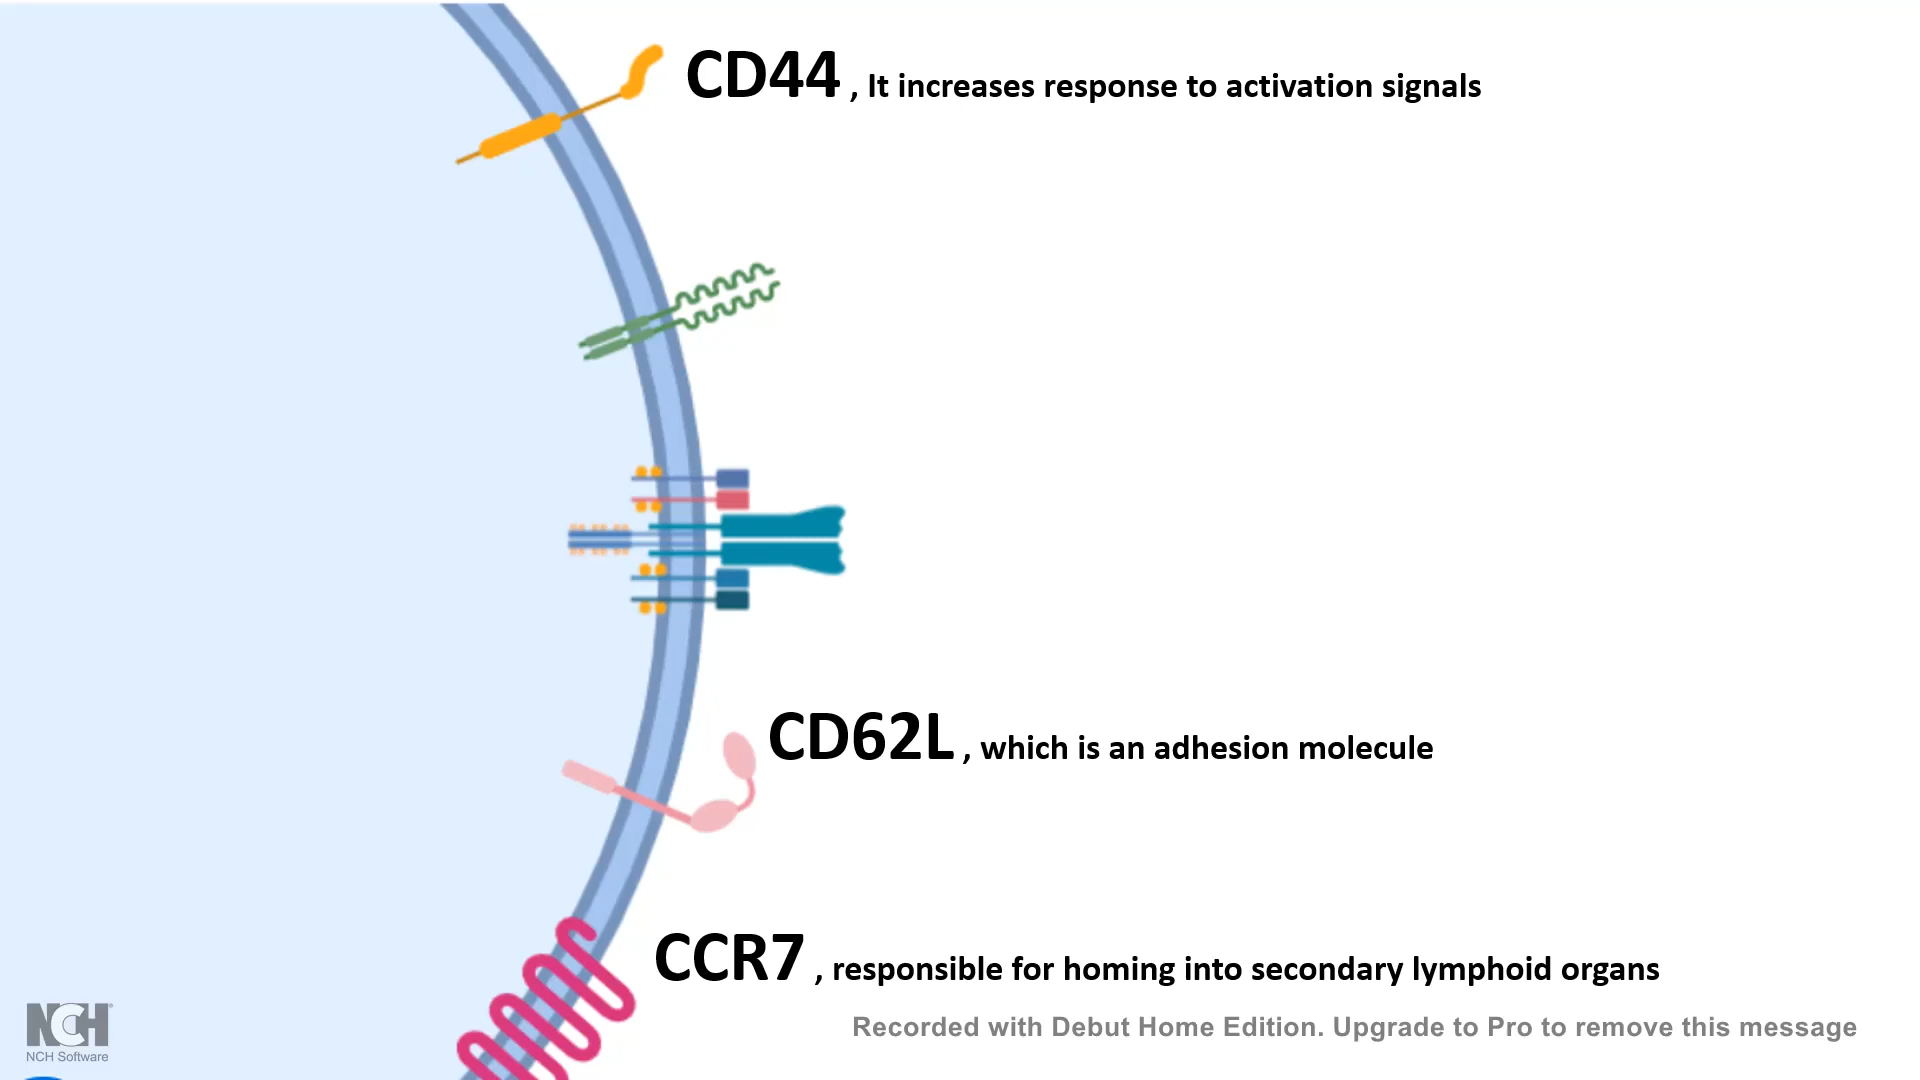 CD44 , It increases response to activation signals
CD62L , which is an adhesion molecule
CCR7 , responsible for homing into secondary lymphoid organs
NCH®
NCH Software
Recorded with Debut Home Edition. Upgrade to Pro to remove this message